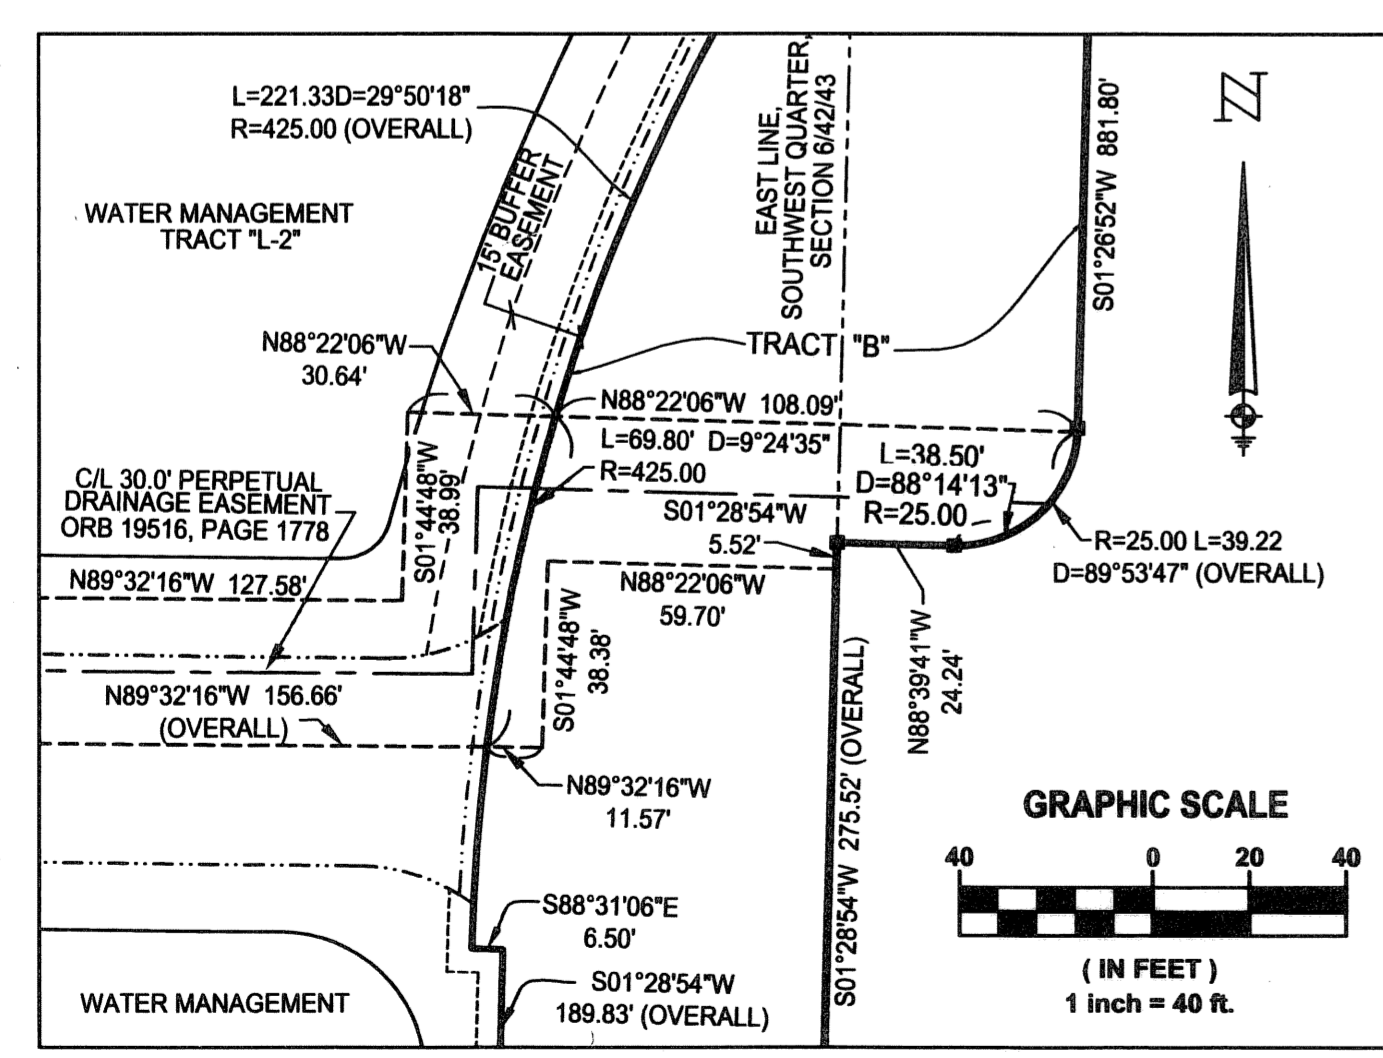 L=221.33D=29°50'18"
R=425.00 (OVERALL)
EAST LINE,
SOUTHWEST QUARTER,
SECTION 6/42/43
S01°26'52"W 881.80'
N
15' BUFFER
EASEMENT
WATER MANAGEMENT
TRACT "L-2"
TRACT "B"
N88°22'06"W
30.64'
N88°22'06"W 108.09'
L=69.80' D=9°24'35"
R=425.00
L=38.50'
D=88°14'13"
R=25.00
C/L 30.0' PERPETUAL
DRAINAGE EASEMENT
ORB 19516, PAGE 1778
S01°44'48"W
38.99'
S01°28'54"W
5.52'
R=25.00 L=39.22
D=89°53'47" (OVERALL)
N89°32'16"W 127.58'
N88°22'06"W
59.70'
S01°44'48"W
38.38'
N88°39'41"W
24.24'
S01°28'54"W 275.52' (OVERALL)
N89°32'16"W 156.66'
(OVERALL)
N89°32'16"W
11.57'
GRAPHIC SCALE
40 0 20 40
( IN FEET )
1 inch = 40 ft.
S88°31'06"E
6.50'
S01°28'54"W
189.83' (OVERALL)
WATER MANAGEMENT